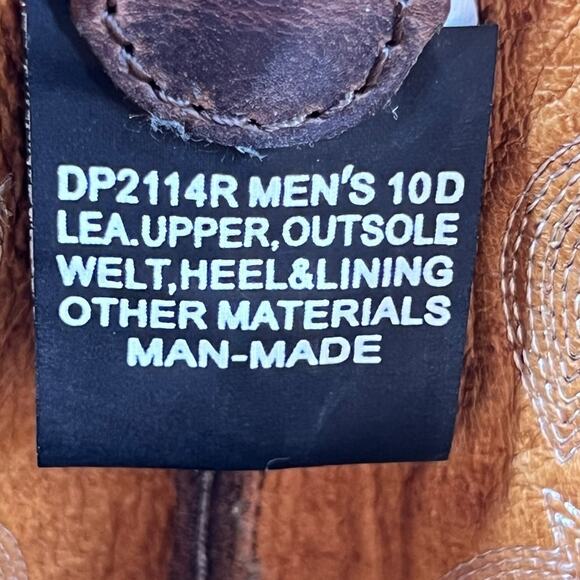 DP2114R MEN'S 10D
LEA.UPPER,OUTSOLE
WELT,HEEL&LINING
OTHER MATERIALS
MAN-MADE